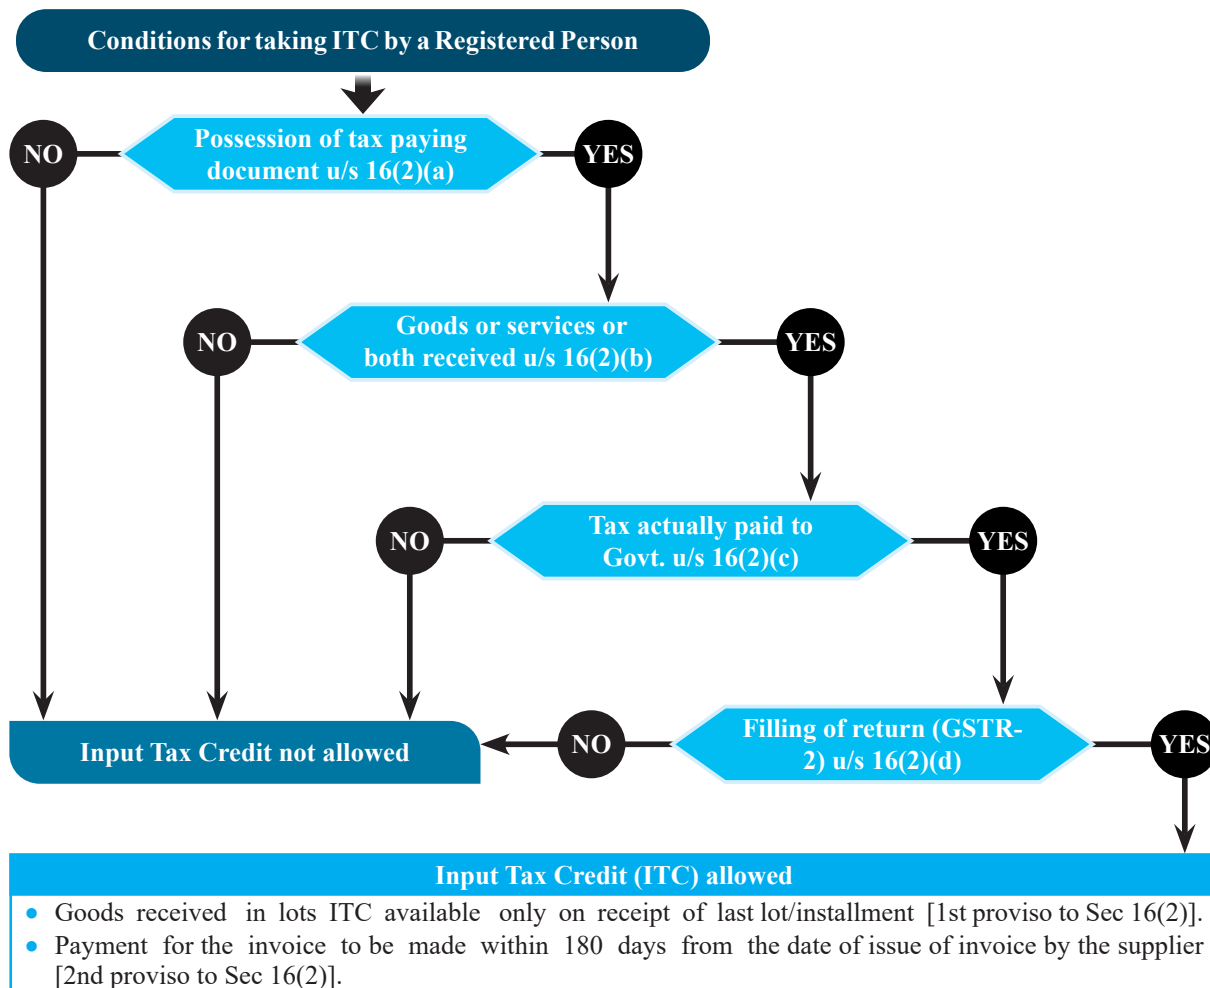 Conditions for taking ITC by a Registered Person
NO
Possession of tax paying
document u/s 16(2)(a)
YES
NO
Goods or services or
both received u/s 16(2)(b)
YES
NO
Tax actually paid to
Govt. u/s 16(2)(c)
YES
Input Tax Credit not allowed
NO
Filling of return (GSTR-
2) u/s 16(2)(d)
YES
Input Tax Credit (ITC) allowed
• Goods received in lots ITC available only on receipt of last lot/installment [1st proviso to Sec 16(2)].
• Payment for the invoice to be made within 180 days from the date of issue of invoice by the supplier
[2nd proviso to Sec 16(2)].